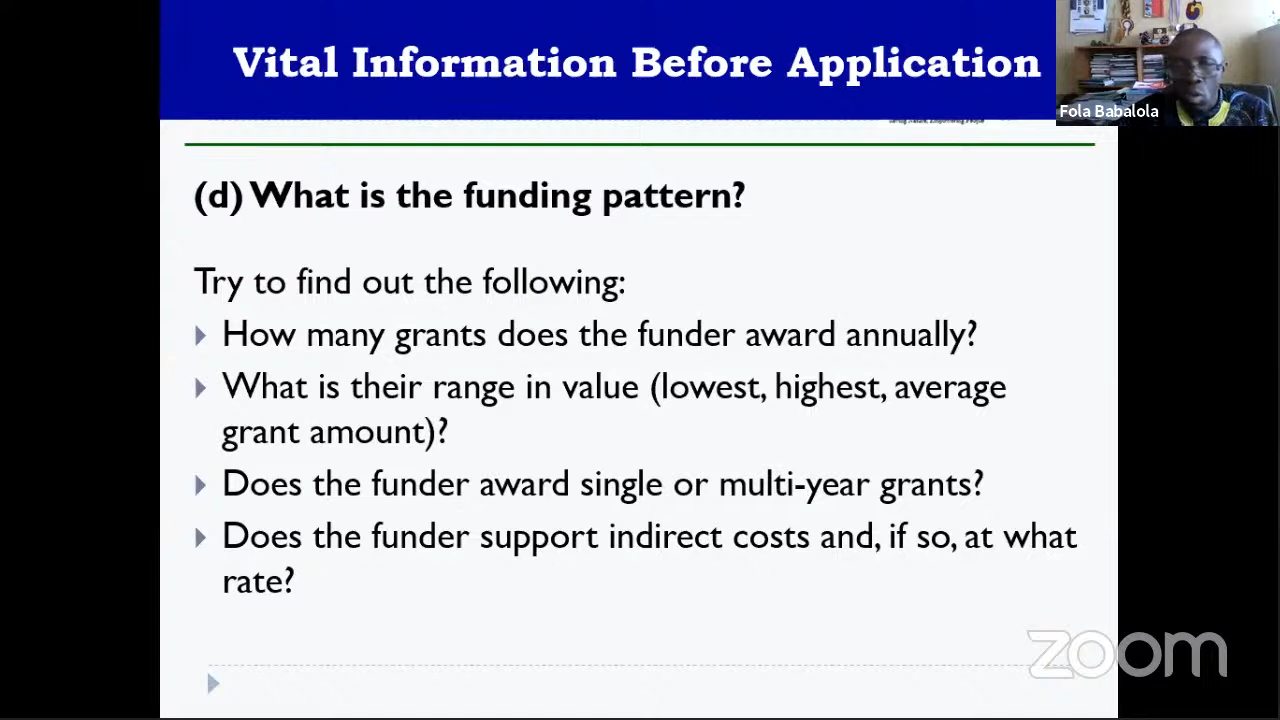 Vital Information Before Application
Fola Babalola
(d) What is the funding pattern?
Try to find out the following:
How many grants does the funder award annually?
What is their range in value (lowest, highest, average
grant amount)?
Does the funder award single or multi-year grants?
Does the funder support indirect costs and, if so, at what
rate?
zoom